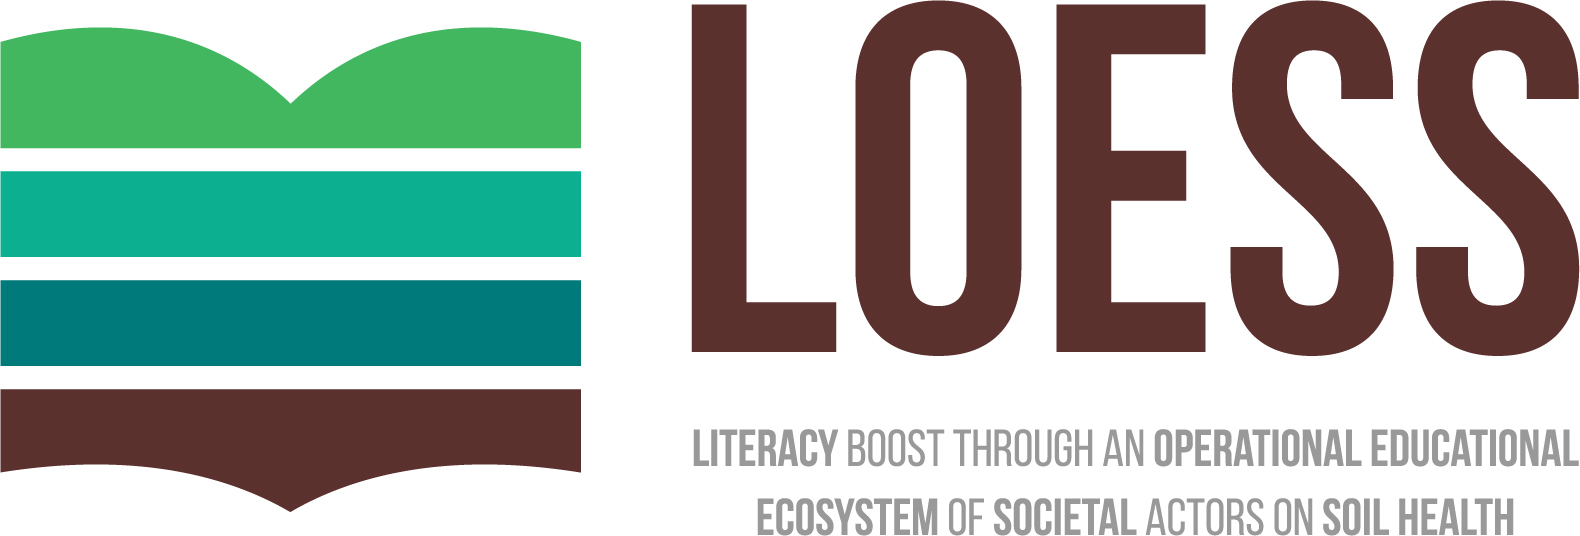 LOESS
LITERACY BOOST THROUGH AN OPERATIONAL EDUCATIONAL
ECOSYSTEM OF SOCIETAL ACTORS ON SOIL HEALTH